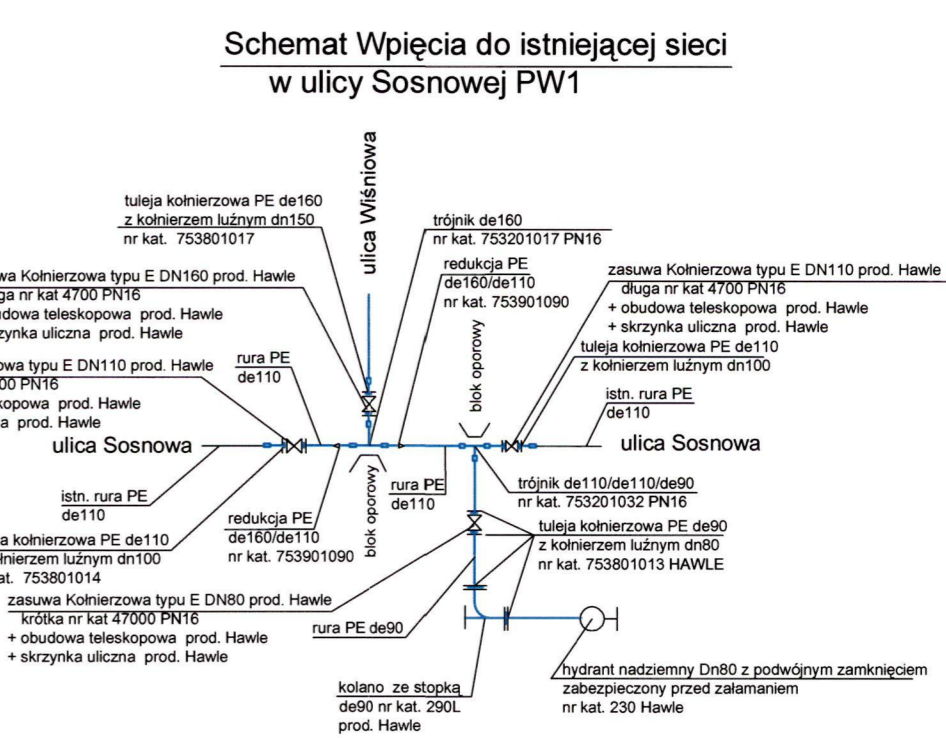 Schemat Wpięcia do istniejącej sieci
w ulicy Sosnowej PW1
ulica Wiśniowa
tuleja kołnierzowa PE de160
z kołnierzem luźnym dn150
nr kat. 753801017
trójnik de160
nr kat. 753201017 PN16
redukcja PE
de160/de110
nr kat. 753901090
Kołnierzowa typu E DN160 prod. Hawle
nr kat 4700 PN16
teleskopowa prod. Hawle
uliczna prod. Hawle
zasuwa Kołnierzowa typu E DN110 prod. Hawle
długa nr kat 4700 PN16
+ obudowa teleskopowa prod. Hawle
+ skrzynka uliczna prod. Hawle
tuleja kołnierzowa PE de110
z kołnierzem luźnym dn100
blok oporowy
typu E DN110 prod. Hawle
PN16
prod. Hawle
prod. Hawle
rura PE
de110
istn. rura PE
de110
ulica Sosnowa
ulica Sosnowa
istn. rura PE
de110
redukcja PE
de160/de110
nr kat. 753901090
blok oporowy
rura PE
de110
trójnik de110/de110/de90
nr kat. 753201032 PN16
kołnierzowa PE de110
luźnym dn100
753801014
tuleja kołnierzowa PE de90
z kołnierzem luźnym dn80
nr kat. 753801013 HAWLE
zasuwa Kołnierzowa typu E DN80 prod. Hawle
krótka nr kat 47000 PN16
+ obudowa teleskopowa prod. Hawle
+ skrzynka uliczna prod. Hawle
rura PE de90
kolano ze stopką
de90 nr kat. 290L
prod. Hawle
hydrant nadziemny Dn80 z podwójnym zamknięciem
zabezpieczony przed załamaniem
nr kat. 230 Hawle